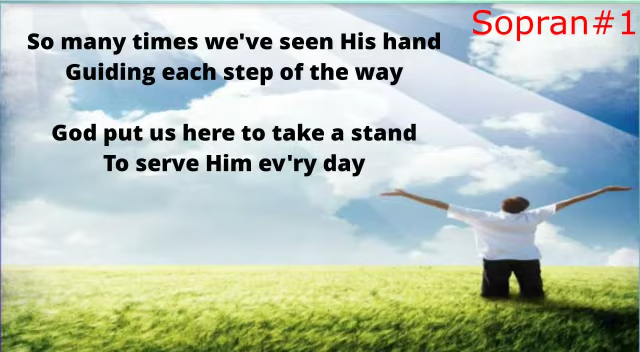 Sopran#1
So many times we've seen His hand
Guiding each step of the way
God put us here to take a stand
To serve Him ev'ry day